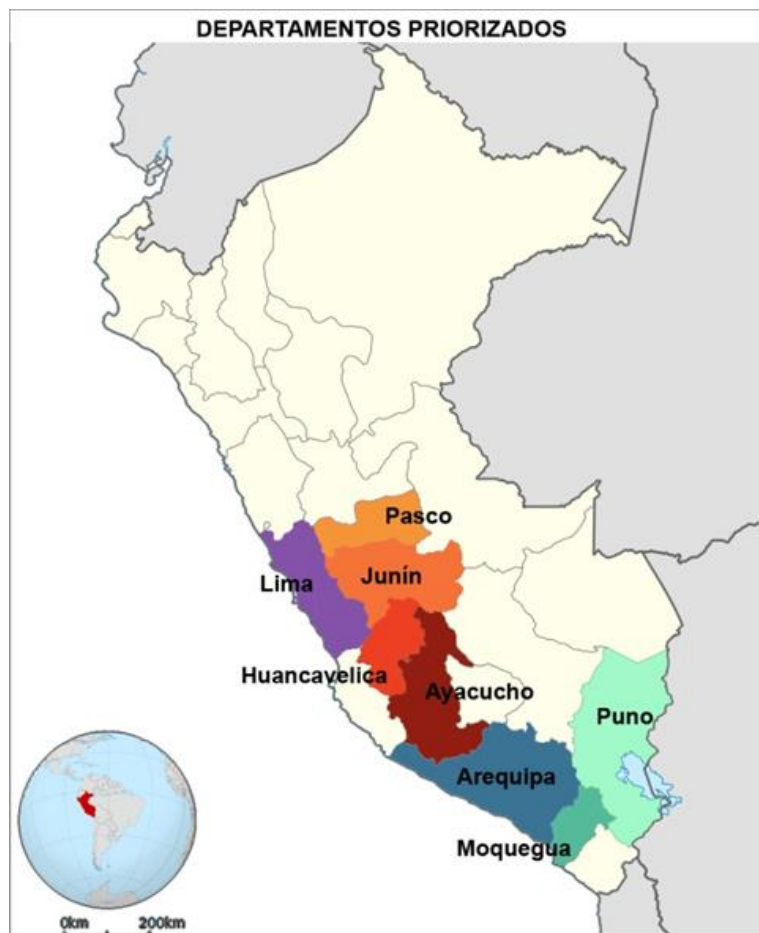 DEPARTAMENTOS PRIORIZADOS
Pasco
Junín
Lima
Huancavelica
Ayacucho
Puno
Arequipa
Moquegua
0km 200km